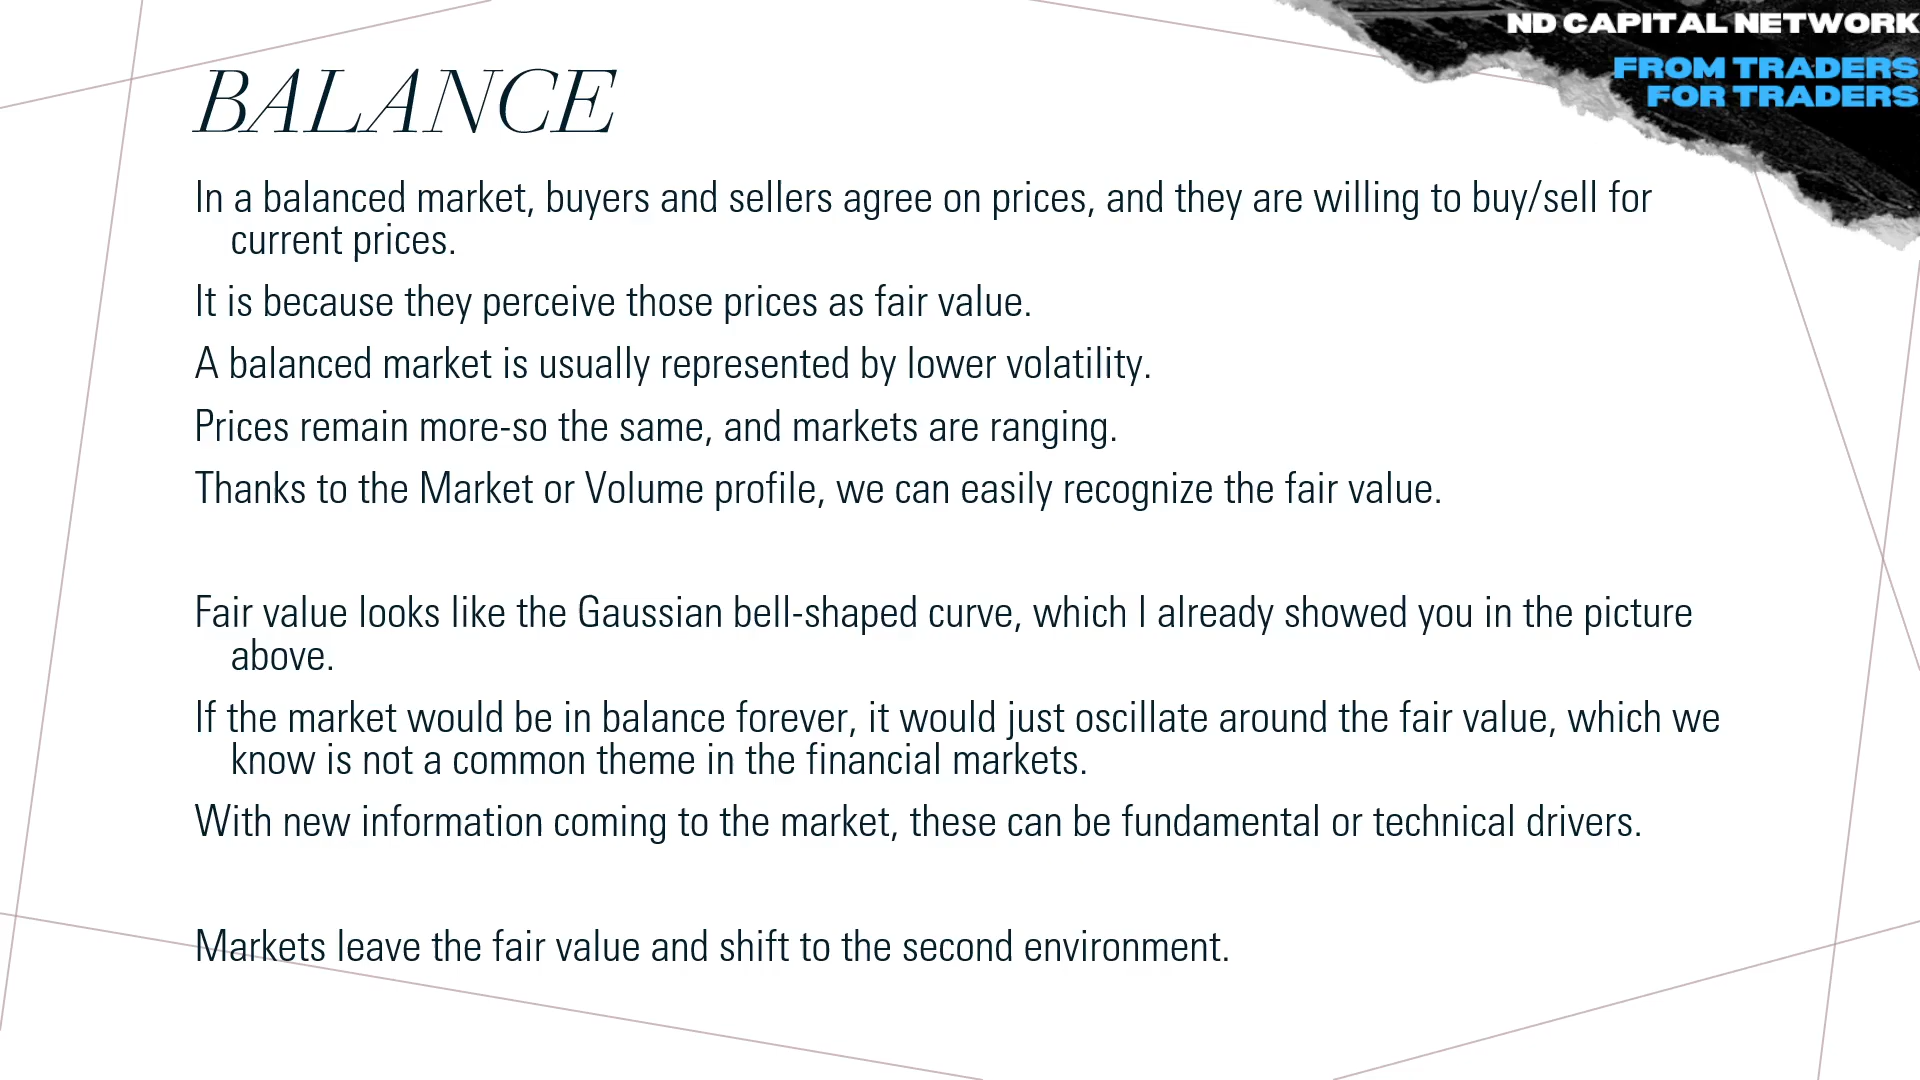 ND CAPITAL NETWORK
FROM TRADERS
FOR TRADERS
BALANCE
In a balanced market, buyers and sellers agree on prices, and they are willing to buy/sell for
current prices.
It is because they perceive those prices as fair value.
A balanced market is usually represented by lower volatility.
Prices remain more-so the same, and markets are ranging.
Thanks to the Market or Volume profile, we can easily recognize the fair value.
Fair value looks like the Gaussian bell-shaped curve, which I already showed you in the picture
above.
If the market would be in balance forever, it would just oscillate around the fair value, which we
know is not a common theme in the financial markets.
With new information coming to the market, these can be fundamental or technical drivers.
Markets leave the fair value and shift to the second environment.